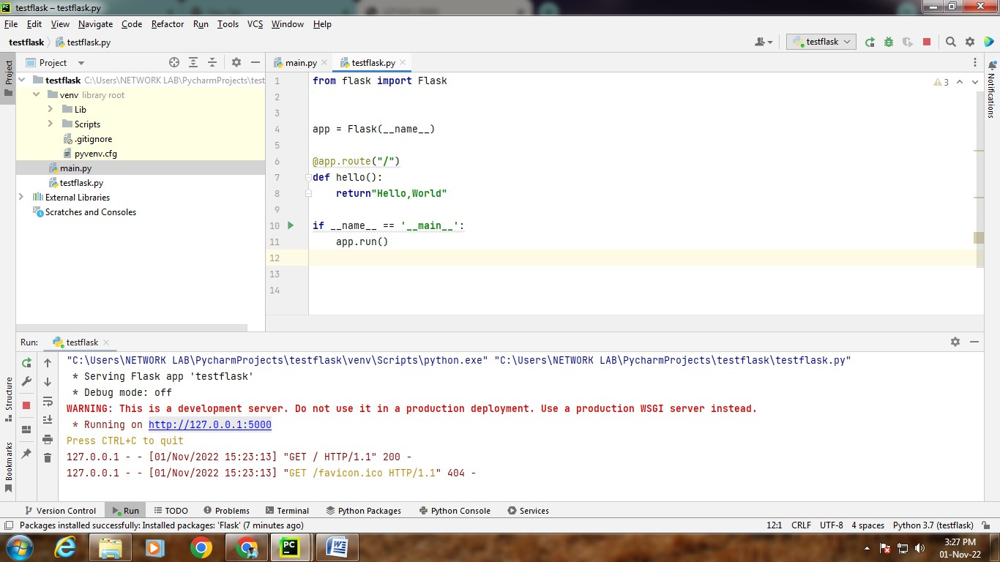 testflask – testflask.py
File Edit View Navigate Code Refactor Run Tools VCS Window Help
testflask testflask.py
testflask
Project
Project
main.py testflask.py
Notifications
testflask C:\Users\NETWORK LAB\PycharmProjects\test
venv library root
Lib
Scripts
.gitignore
pyvenv.cfg
main.py
testflask.py
External Libraries
Scratches and Consoles
3
1 from flask import Flask
2
3
4 app = Flask(__name__)
5
6 @app.route("/")
7 def hello():
8 return"Hello,World"
9
10 if __name__ == '__main__':
11 app.run()
12
13
14
Run: testflask
"C:\Users\NETWORK LAB\PycharmProjects\testflask\venv\Scripts\python.exe" "C:\Users\NETWORK LAB\PycharmProjects\testflask\testflask.py"
* Serving Flask app 'testflask'
* Debug mode: off
WARNING: This is a development server. Do not use it in a production deployment. Use a production WSGI server instead.
* Running on http://127.0.0.1:5000
Press CTRL+C to quit
127.0.0.1 - - [01/Nov/2022 15:23:13] "GET / HTTP/1.1" 200 -
127.0.0.1 - - [01/Nov/2022 15:23:13] "GET /favicon.ico HTTP/1.1" 404 -
Structure
Bookmarks
Version Control Run TODO Problems Terminal Python Packages Python Console Services
Packages installed successfully: Installed packages: 'Flask' (7 minutes ago)
12:1 CRLF UTF-8 4 spaces Python 3.7 (testflask)
PC
3:27 PM
01-Nov-22